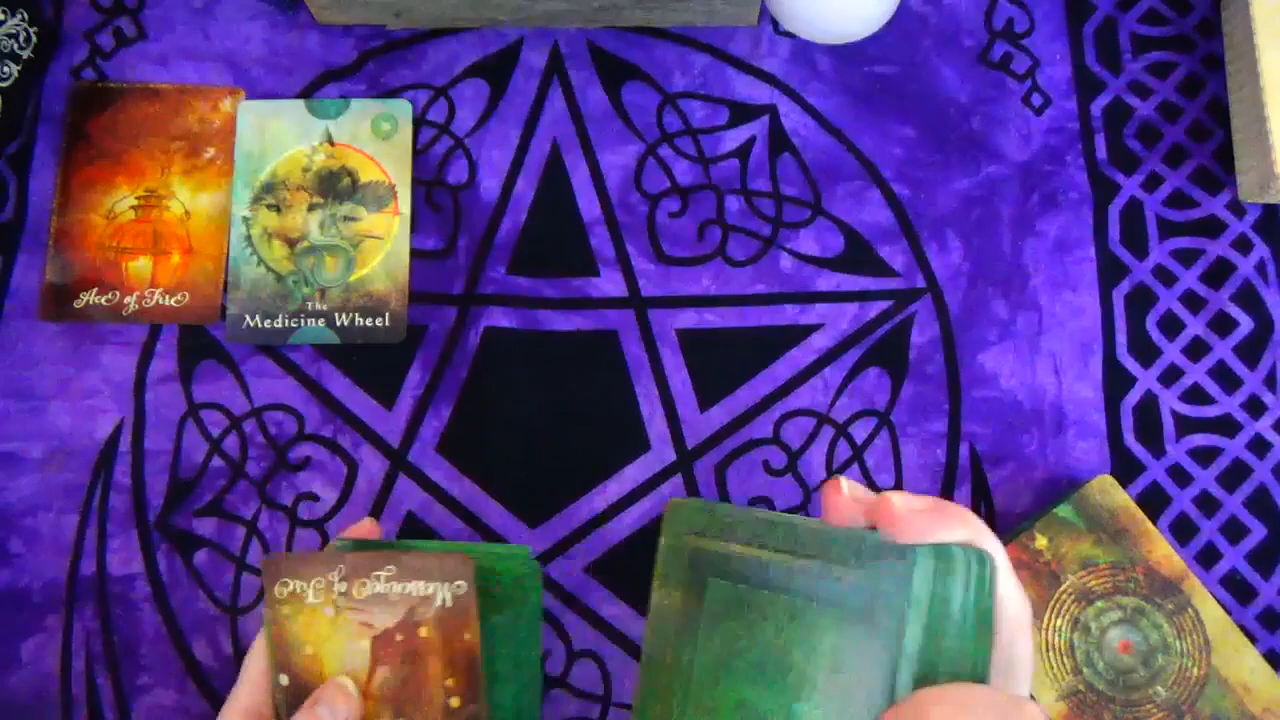 Ace of Fire
The
Medicine Wheel
Messenger of Fire